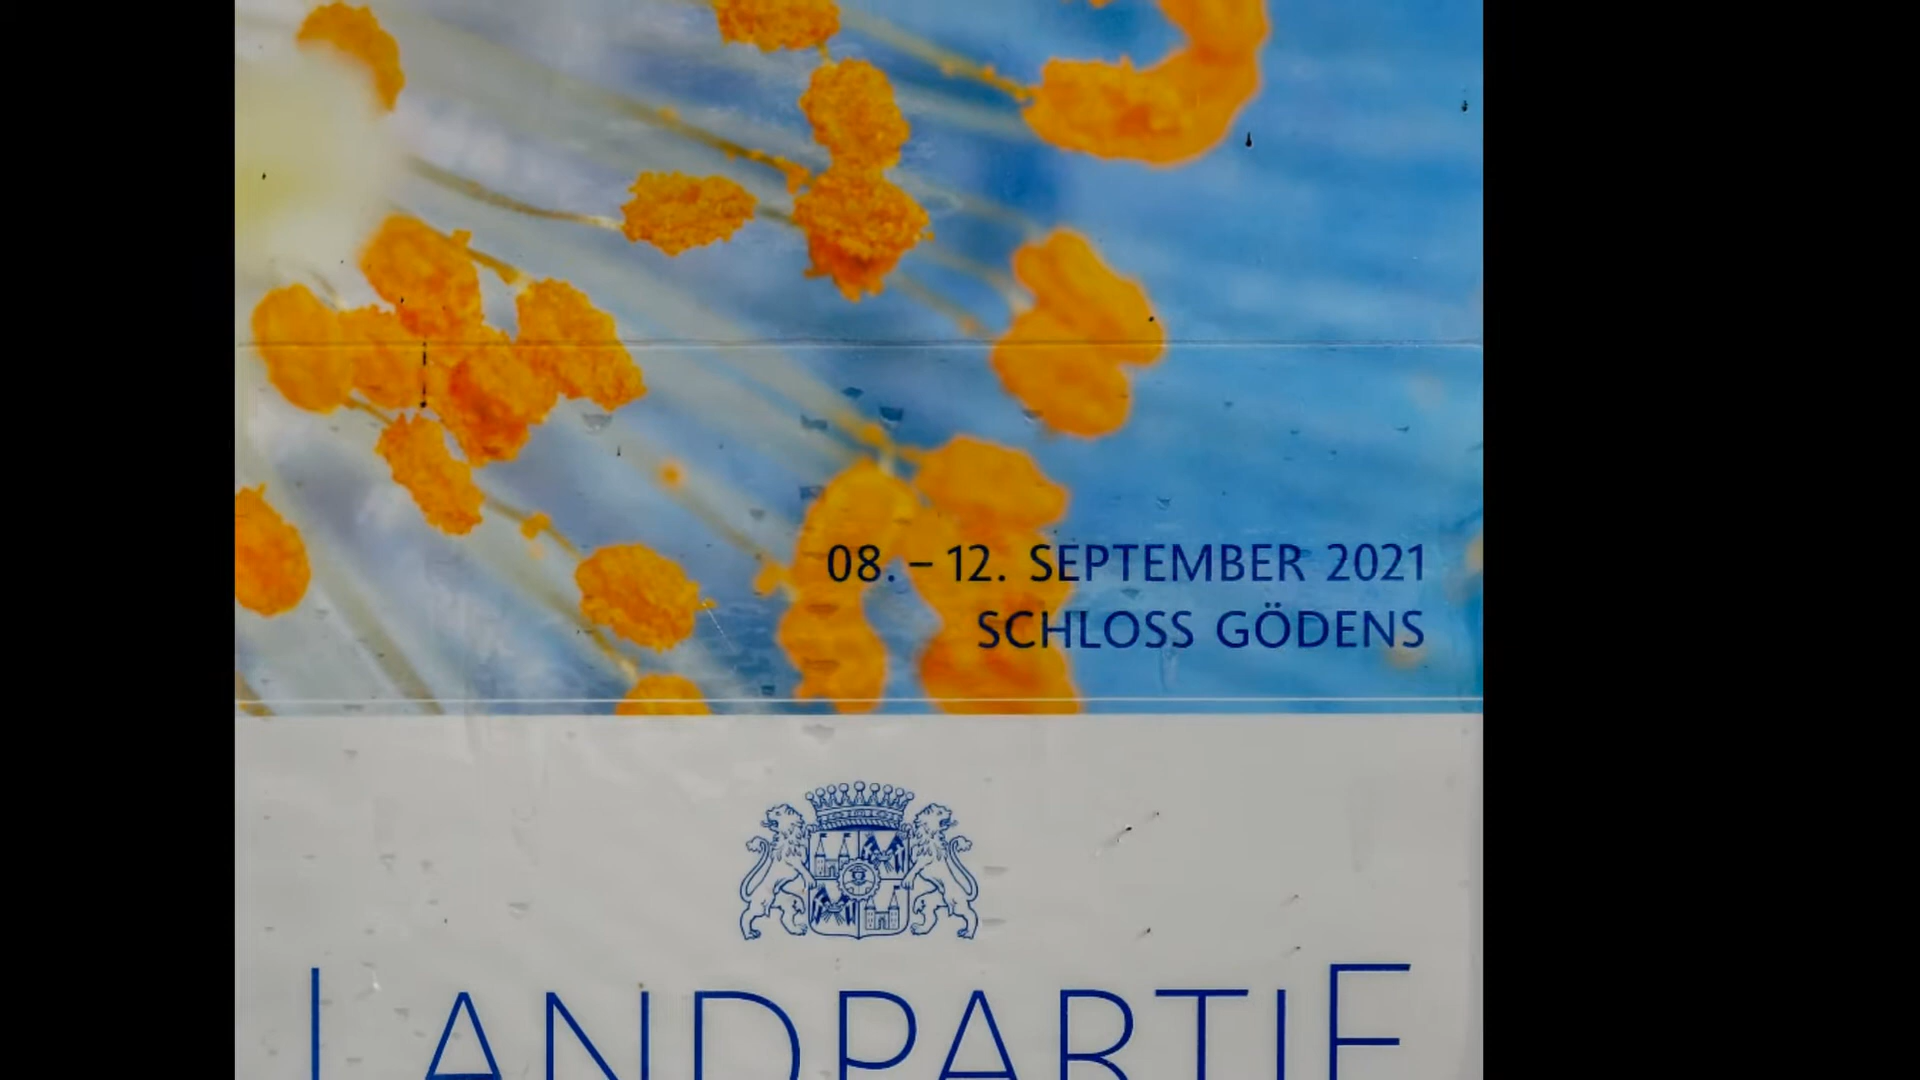 08. – 12. SEPTEMBER 2021
SCHLOSS GÖDENS
LANDPARTIE